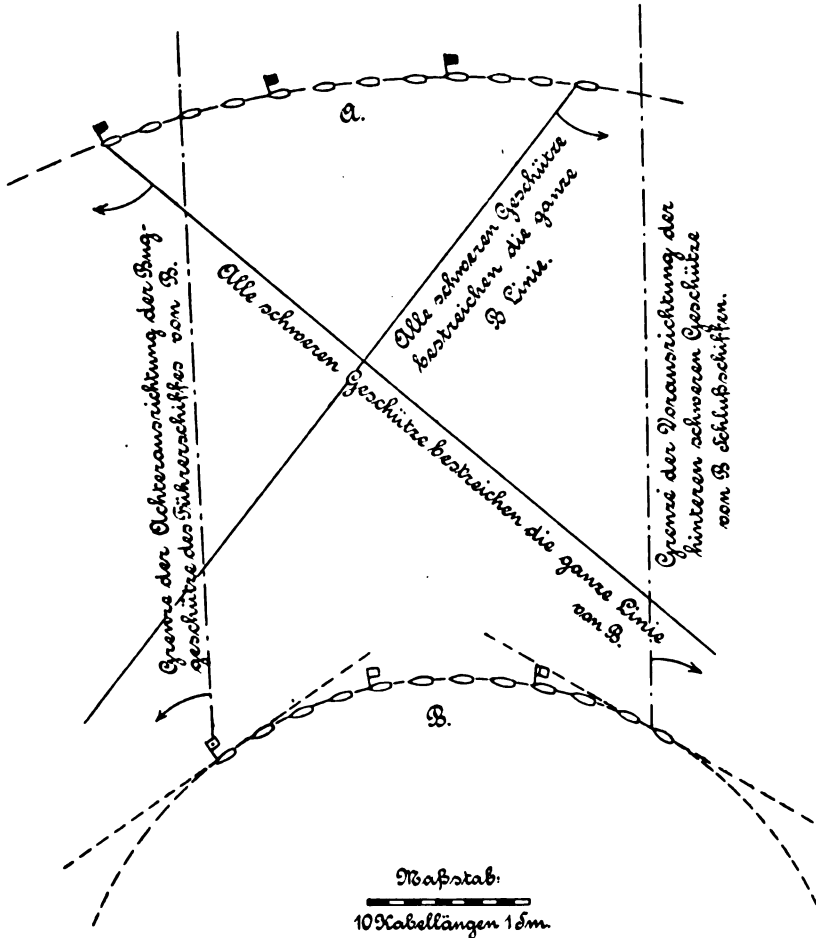 A.
Grenze der Achterausrichtung der Bug-
geschütze des Führerschiffes von B.
Alle schweren Geschütze bestreichen die ganze Linie
von B.
Alle schweren Geschütze
bestreichen die ganze
B Linie.
Grenze der Vorausrichtung der
hinteren schweren Geschütze
von B Schlußschiffen.
B.
Maßstab:
10 Kabellängen 1 Sm.